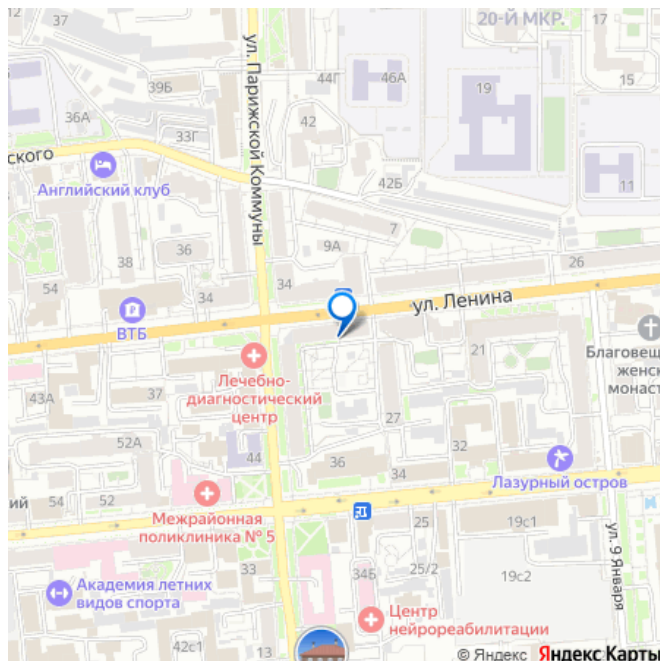 20-Й МКР.
ул. Парижской Коммуны
44Г
46А
19
15
39Б
36А
33Г
42
ского
Английский клуб
42Б
11
7
36
9А
38
54
34
34
26
ВТБ
ул. Ленина
21
Благовещ-
женск
монаст
Лечебно-
диагностический
центр
43А
37
27
52А
44
32
36
34
Лазурный остров
ий
54
52
Межрайонная
поликлиника № 5
25
19с1
33
25/2
34Б
19с2
ул. 9 Января
Академия летних
видов спорта
Центр
нейрореабилитации
42с1
© Яндекс Яндекс Карты